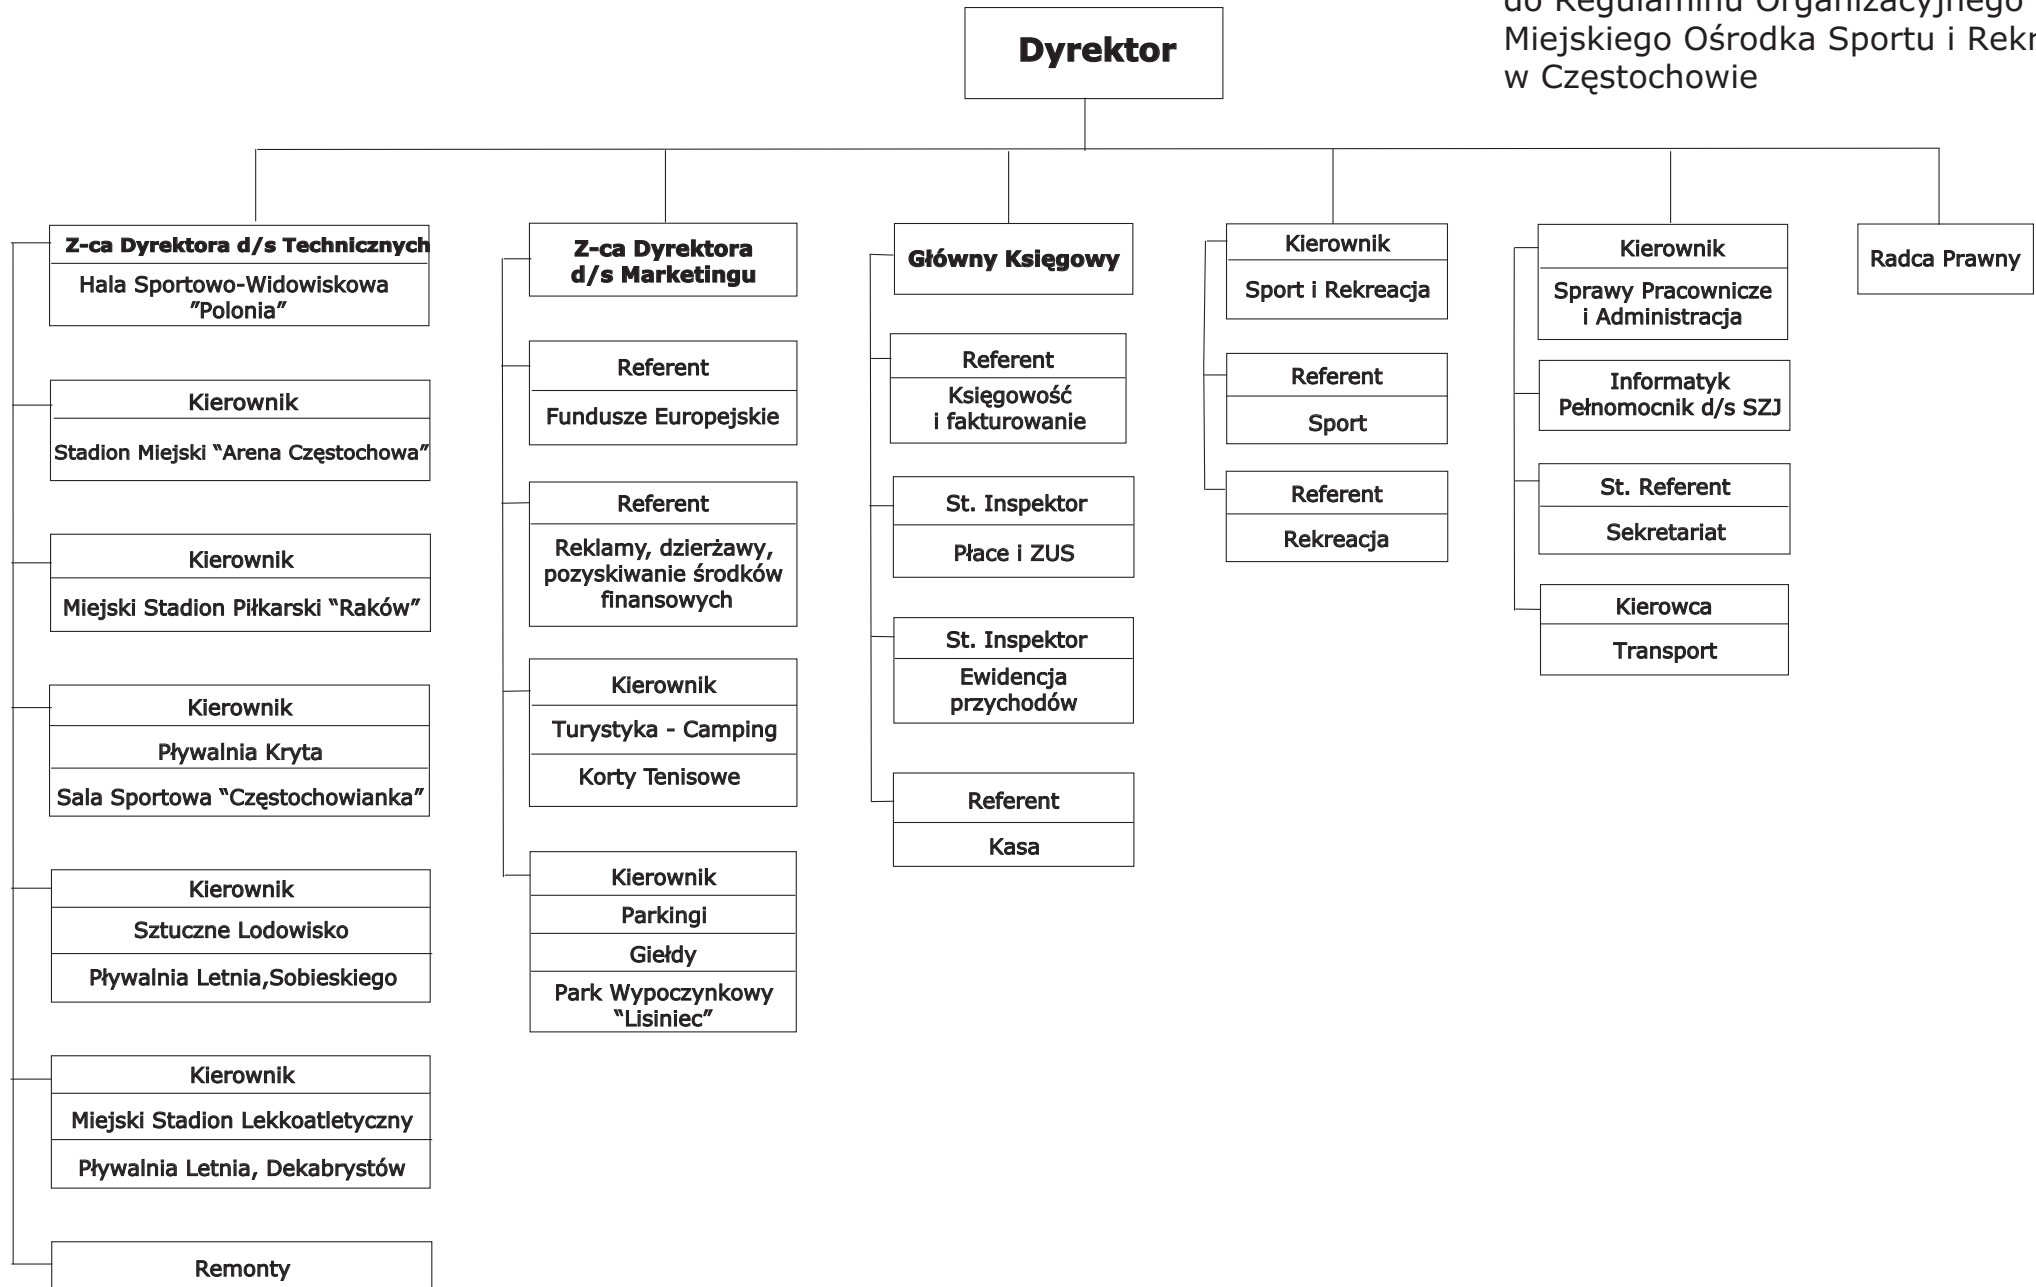 do Regulaminu Organizacyjnego
Miejskiego Ośrodka Sportu i
w Częstochowie
Dyrektor
Z-ca Dyrektora d/s Technicznych
Hala Sportowo-Widowiskowa
"Polonia"
Kierownik
Stadion Miejski “Arena Częstochowa”
Kierownik
Miejski Stadion Piłkarski “Raków”
Kierownik
Pływalnia Kryta
Sala Sportowa “Częstochowianka”
Kierownik
Sztuczne Lodowisko
Pływalnia Letnia,Sobieskiego
Kierownik
Miejski Stadion Lekkoatletyczny
Pływalnia Letnia, Dekabrystów
Remonty
Z-ca Dyrektora
d/s Marketingu
Referent
Fundusze Europejskie
Referent
Reklamy, dzierżawy,
pozyskiwanie środków
finansowych
Kierownik
Turystyka - Camping
Korty Tenisowe
Kierownik
Parkingi
Giełdy
Park Wypoczynkowy
“Lisiniec”
Główny Księgowy
Referent
Księgowość
i fakturowanie
St. Inspektor
Płace i ZUS
St. Inspektor
Ewidencja
przychodów
Referent
Kasa
Kierownik
Sport i Rekreacja
Referent
Sport
Referent
Rekreacja
Kierownik
Sprawy Pracownicze
i Administracja
Informatyk
Pełnomocnik d/s SZJ
St. Referent
Sekretariat
Kierowca
Transport
Radca Prawny